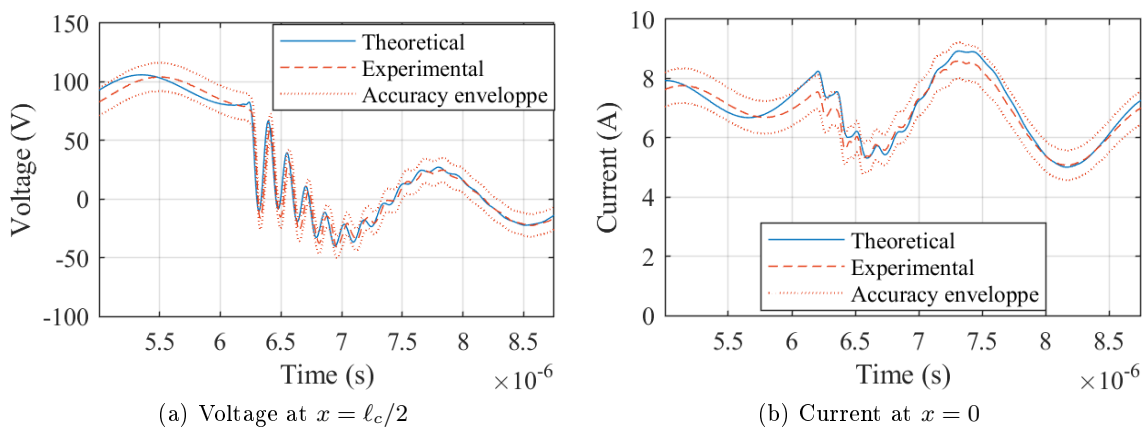 150
100
50
0
-50
-100
Voltage (V)
Theoretical
Experimental
Accuracy enveloppe
5.5 6 6.5 7 7.5 8 8.5
Time (s)
×10⁻⁶
(a) Voltage at x = ℓc/2
10
8
6
4
2
0
Current (A)
Theoretical
Experimental
Accuracy enveloppe
5.5 6 6.5 7 7.5 8 8.5
Time (s)
×10⁻⁶
(b) Current at x = 0